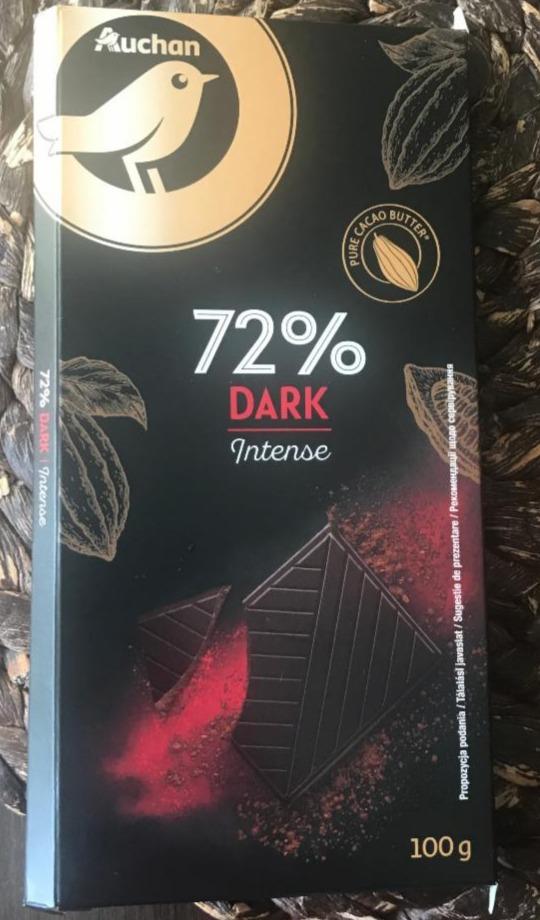 Auchan
PURE CACAO BUTTER*
72%
DARK
Intense
72% DARK | Intense
Propozycja podania / Tálalási javaslat / Sugestie de prezentare / Рекомендації щодо сервірування
100 g